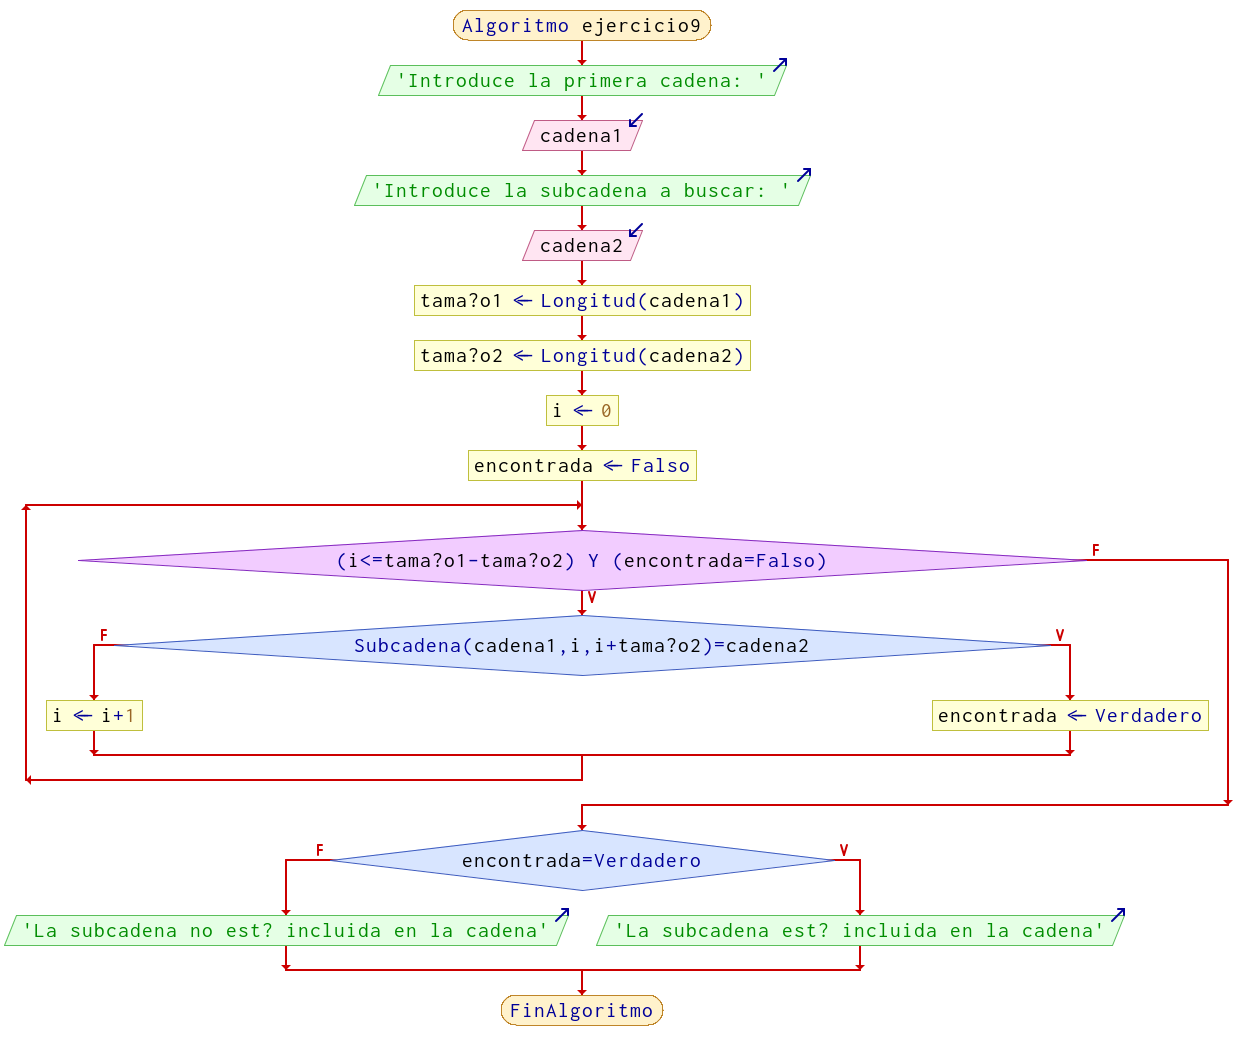 Algoritmo ejercicio9
'Introduce la primera cadena: '
cadena1
'Introduce la subcadena a buscar: '
cadena2
tama?o1 ← Longitud(cadena1)
tama?o2 ← Longitud(cadena2)
i ← 0
encontrada ← Falso
(i<=tama?o1-tama?o2) Y (encontrada=Falso)
F
V
F
Subcadena(cadena1,i,i+tama?o2)=cadena2
V
i ← i+1
encontrada ← Verdadero
F
encontrada=Verdadero
V
'La subcadena no est? incluida en la cadena'
'La subcadena est? incluida en la cadena'
FinAlgoritmo